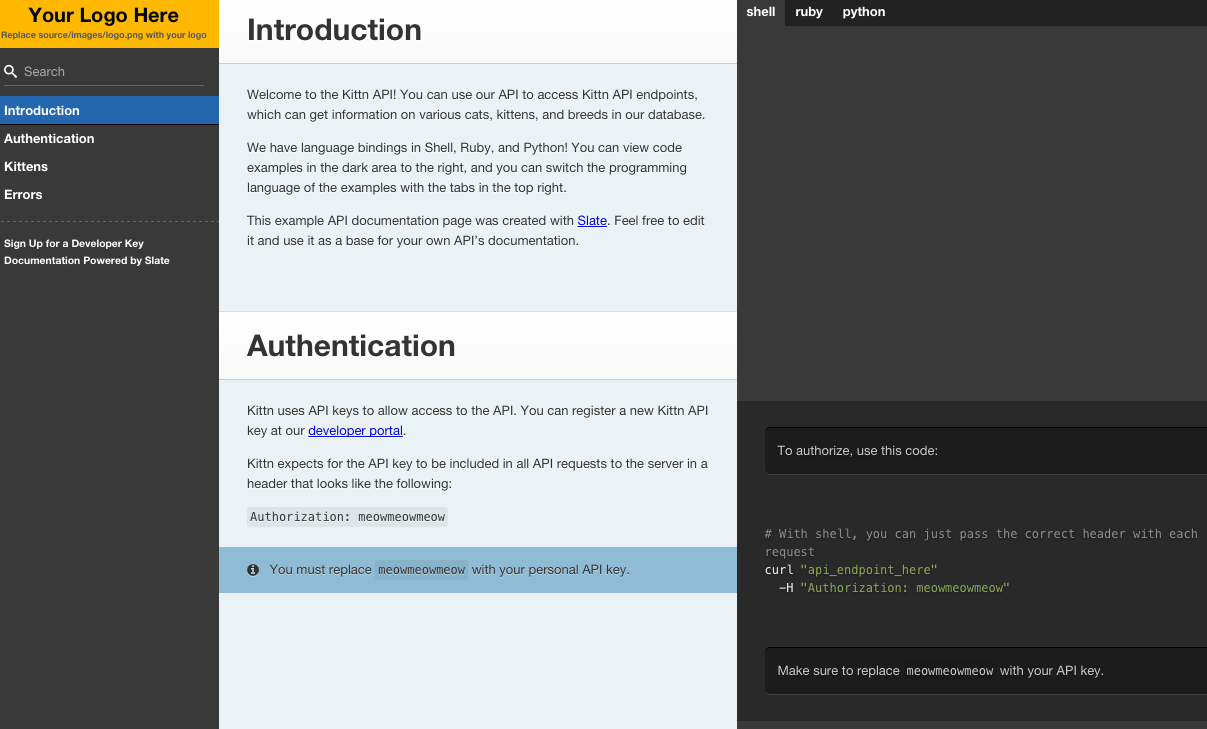 Your Logo Here
Replace source/images/logo.png with your logo
Search
Introduction
Authentication
Kittens
Errors
Sign Up for a Developer Key
Documentation Powered by Slate
Introduction
Welcome to the Kittn API! You can use our API to access Kittn API endpoints,
which can get information on various cats, kittens, and breeds in our database.
We have language bindings in Shell, Ruby, and Python! You can view code
examples in the dark area to the right, and you can switch the programming
language of the examples with the tabs in the top right.
This example API documentation page was created with Slate. Feel free to edit
it and use it as a base for your own API’s documentation.
Authentication
Kittn uses API keys to allow access to the API. You can register a new Kittn API
key at our developer portal.
Kittn expects for the API key to be included in all API requests to the server in a
header that looks like the following:
Authorization: meowmeowmeow
You must replace meowmeowmeow with your personal API key.
shell ruby python
To authorize, use this code:
# With shell, you can just pass the correct header with each
request
curl "api_endpoint_here"
  -H "Authorization: meowmeowmeow"
Make sure to replace meowmeowmeow with your API key.